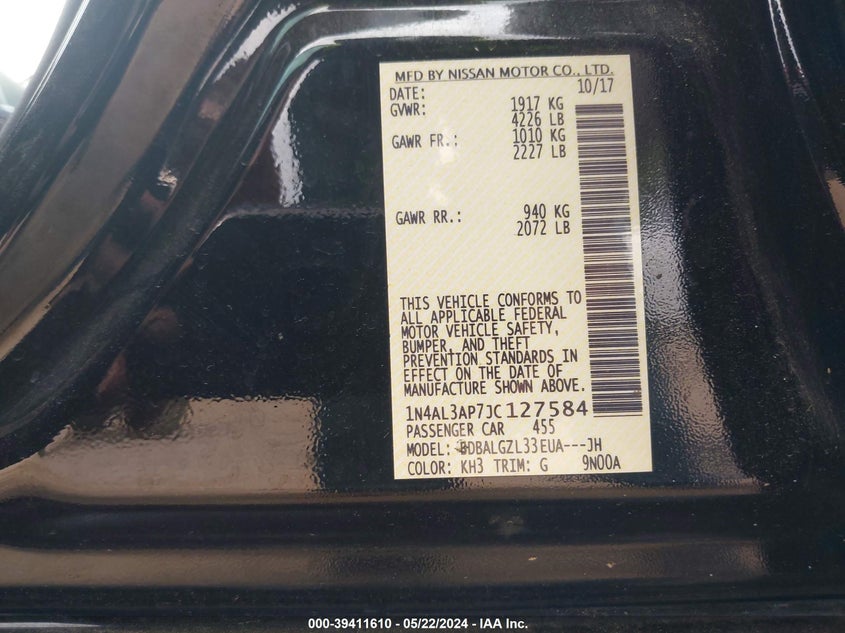 MFD BY NISSAN MOTOR CO., LTD.
DATE: 10/17
GVWR: 1917 KG
4226 LB
GAWR FR.: 1010 KG
2227 LB
GAWR RR.: 940 KG
2072 LB
THIS VEHICLE CONFORMS TO
ALL APPLICABLE FEDERAL
MOTOR VEHICLE SAFETY,
BUMPER, AND THEFT
PREVENTION STANDARDS IN
EFFECT ON THE DATE OF
MANUFACTURE SHOWN ABOVE.
1N4AL3AP7JC127584
PASSENGER CAR 455
MODEL: BDBALGZL33EUA---JH
COLOR: KH3 TRIM: G 9N00A
000-39411610 - 05/22/2024 - IAA Inc.